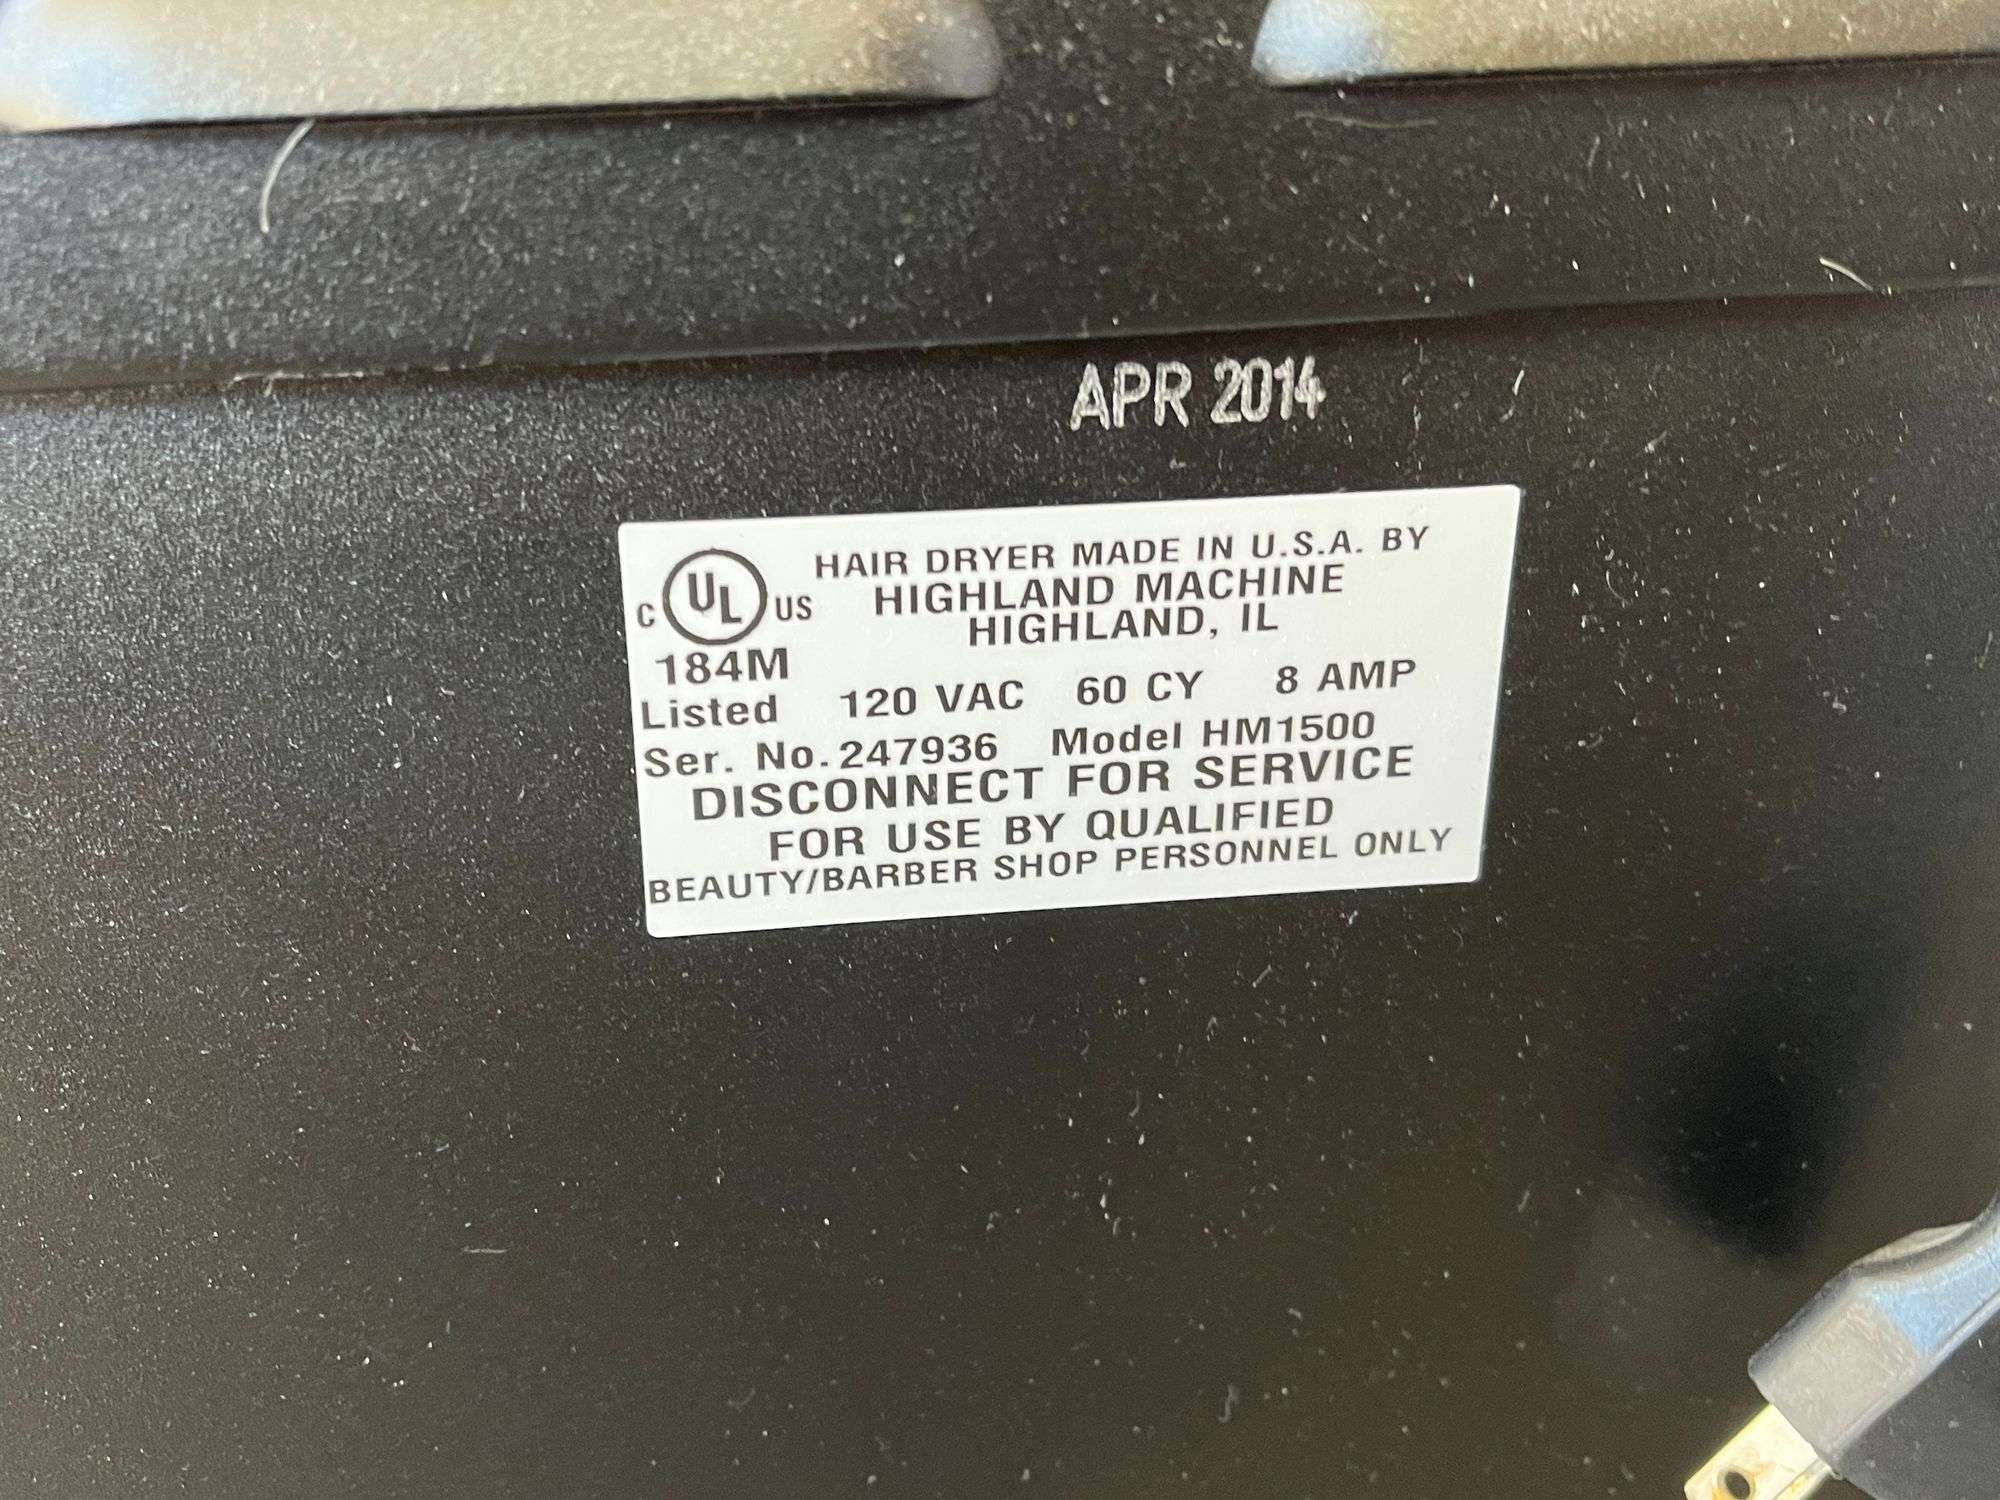 APR 2014
HAIR DRYER MADE IN U.S.A. BY
C UL US HIGHLAND MACHINE
HIGHLAND, IL
184M
Listed 120 VAC 60 CY 8 AMP
Ser. No. 247936 Model HM1500
DISCONNECT FOR SERVICE
FOR USE BY QUALIFIED
BEAUTY/BARBER SHOP PERSONNEL ONLY